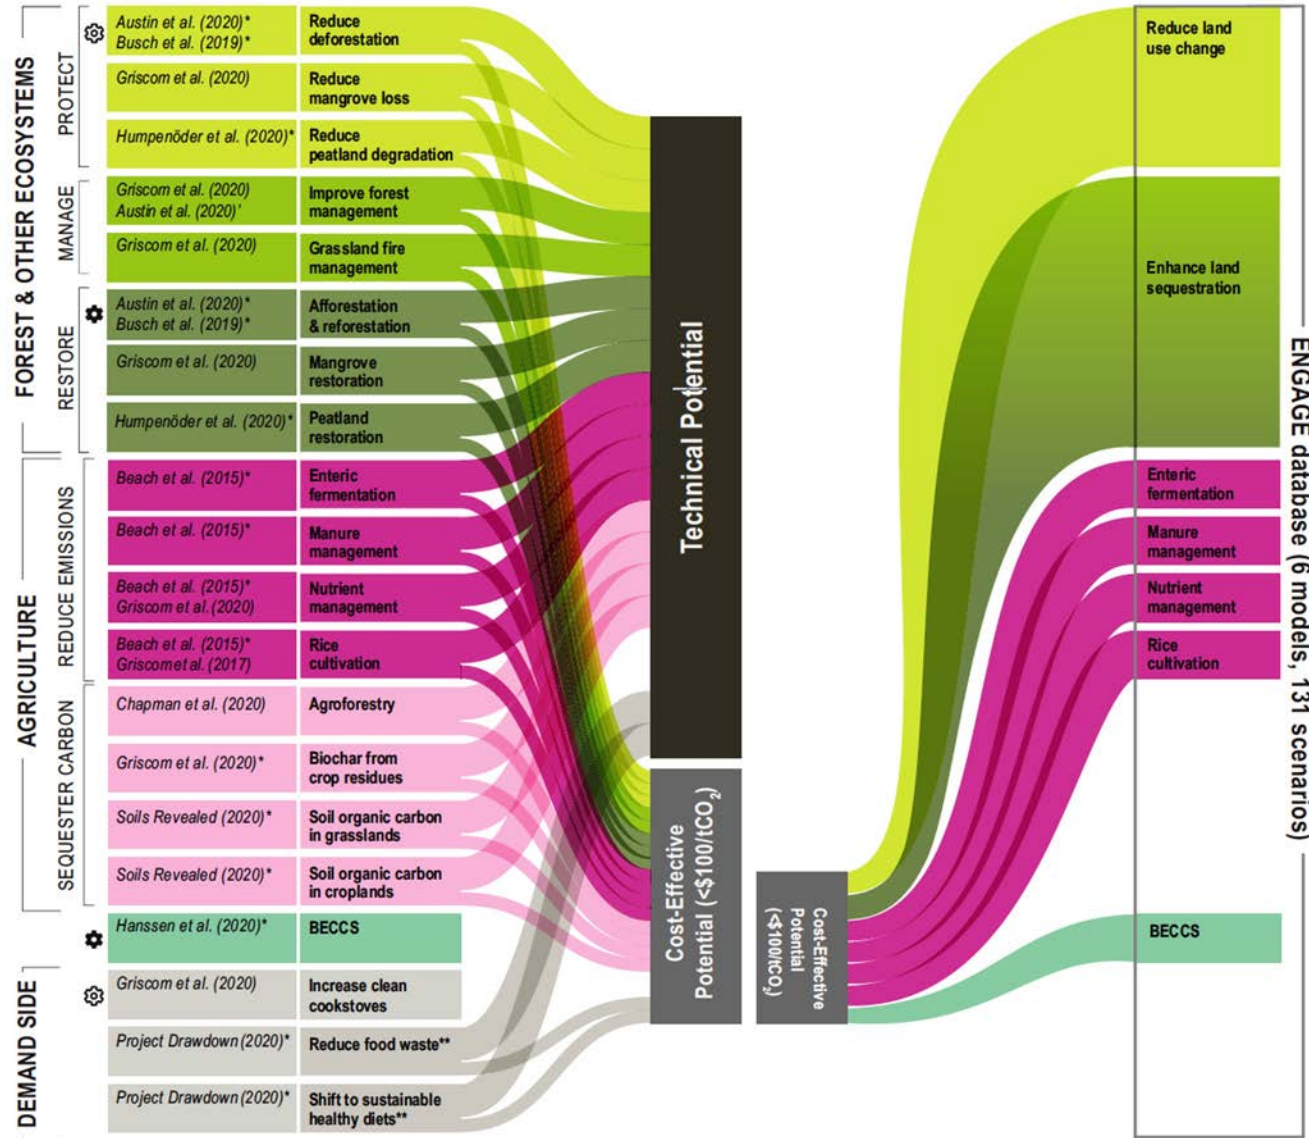 FOREST & OTHER ECOSYSTEMS
PROTECT
Austin et al. (2020)*
Busch et al. (2019)*
Reduce
deforestation
Griscom et al. (2020)
Reduce
mangrove loss
Humpenöder et al. (2020)*
Reduce
peatland degradation
MANAGE
Griscom et al. (2020)
Austin et al. (2020)'
Improve forest
management
Griscom et al. (2020)
Grassland fire
management
RESTORE
Austin et al. (2020)*
Busch et al. (2019)*
Afforestation
& reforestation
Griscom et al. (2020)
Mangrove
restoration
Humpenöder et al. (2020)*
Peatland
restoration
AGRICULTURE
REDUCE EMISSIONS
Beach et al. (2015)*
Enteric
fermentation
Beach et al. (2015)*
Manure
management
Beach et al. (2015)*
Griscom et al. (2020)
Nutrient
management
Beach et al. (2015)*
Griscom et al. (2017)
Rice
cultivation
SEQUESTER CARBON
Chapman et al. (2020)
Agroforestry
Griscom et al. (2020)*
Biochar from
crop residues
Soils Revealed (2020)*
Soil organic carbon
in grasslands
Soils Revealed (2020)*
Soil organic carbon
in croplands
Hanssen et al. (2020)*
BECCS
DEMAND SIDE
Griscom et al. (2020)
Increase clean
cookstoves
Project Drawdown (2020)*
Reduce food waste**
Project Drawdown (2020)*
Shift to sustainable
healthy diets**
Technical Potential
Cost-Effective
Potential (<$100/tCO₂)
Cost-Effective
Potential
(<$100/tCO₂)
Reduce land
use change
Enhance land
sequestration
Enteric
fermentation
Manure
management
Nutrient
management
Rice
cultivation
BECCS
ENGAGE database (6 models, 131 scenarios)